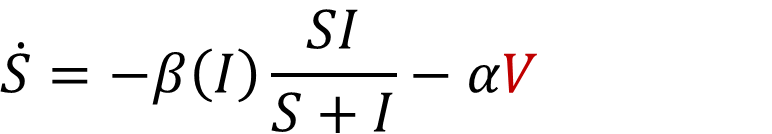 Ṡ = −β(I) SI / (S + I) − αV